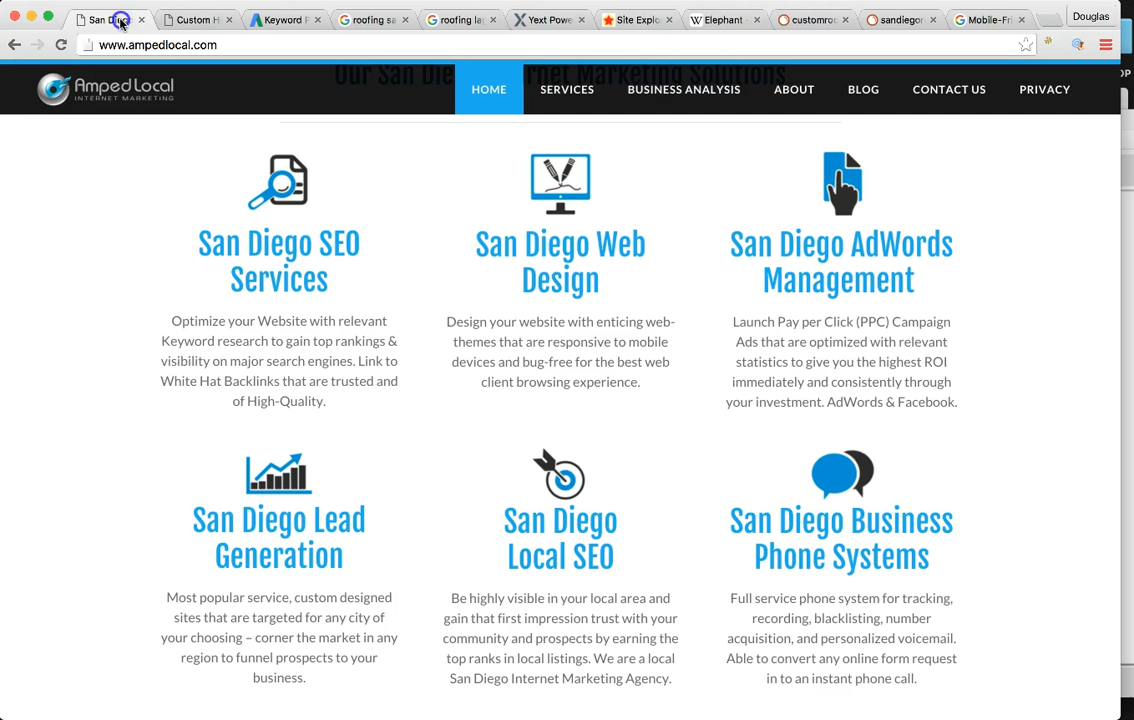 San Di
Custom H
Keyword P
roofing sa
roofing la
Yext Powe
Site Explo
Elephant -
customroo
sandiegor
Mobile-Fri
Douglas
www.ampedlocal.com
Amped Local
INTERNET MARKETING
HOME
SERVICES
BUSINESS ANALYSIS
ABOUT
BLOG
CONTACT US
PRIVACY
San Diego SEO
Services
Optimize your Website with relevant
Keyword research to gain top rankings &
visibility on major search engines. Link to
White Hat Backlinks that are trusted and
of High-Quality.
San Diego Web
Design
Design your website with enticing web-
themes that are responsive to mobile
devices and bug-free for the best web
client browsing experience.
San Diego AdWords
Management
Launch Pay per Click (PPC) Campaign
Ads that are optimized with relevant
statistics to give you the highest ROI
immediately and consistently through
your investment. AdWords & Facebook.
San Diego Lead
Generation
Most popular service, custom designed
sites that are targeted for any city of
your choosing – corner the market in any
region to funnel prospects to your
business.
San Diego
Local SEO
Be highly visible in your local area and
gain that first impression trust with your
community and prospects by earning the
top ranks in local listings. We are a local
San Diego Internet Marketing Agency.
San Diego Business
Phone Systems
Full service phone system for tracking,
recording, blacklisting, number
acquisition, and personalized voicemail.
Able to convert any online form request
in to an instant phone call.